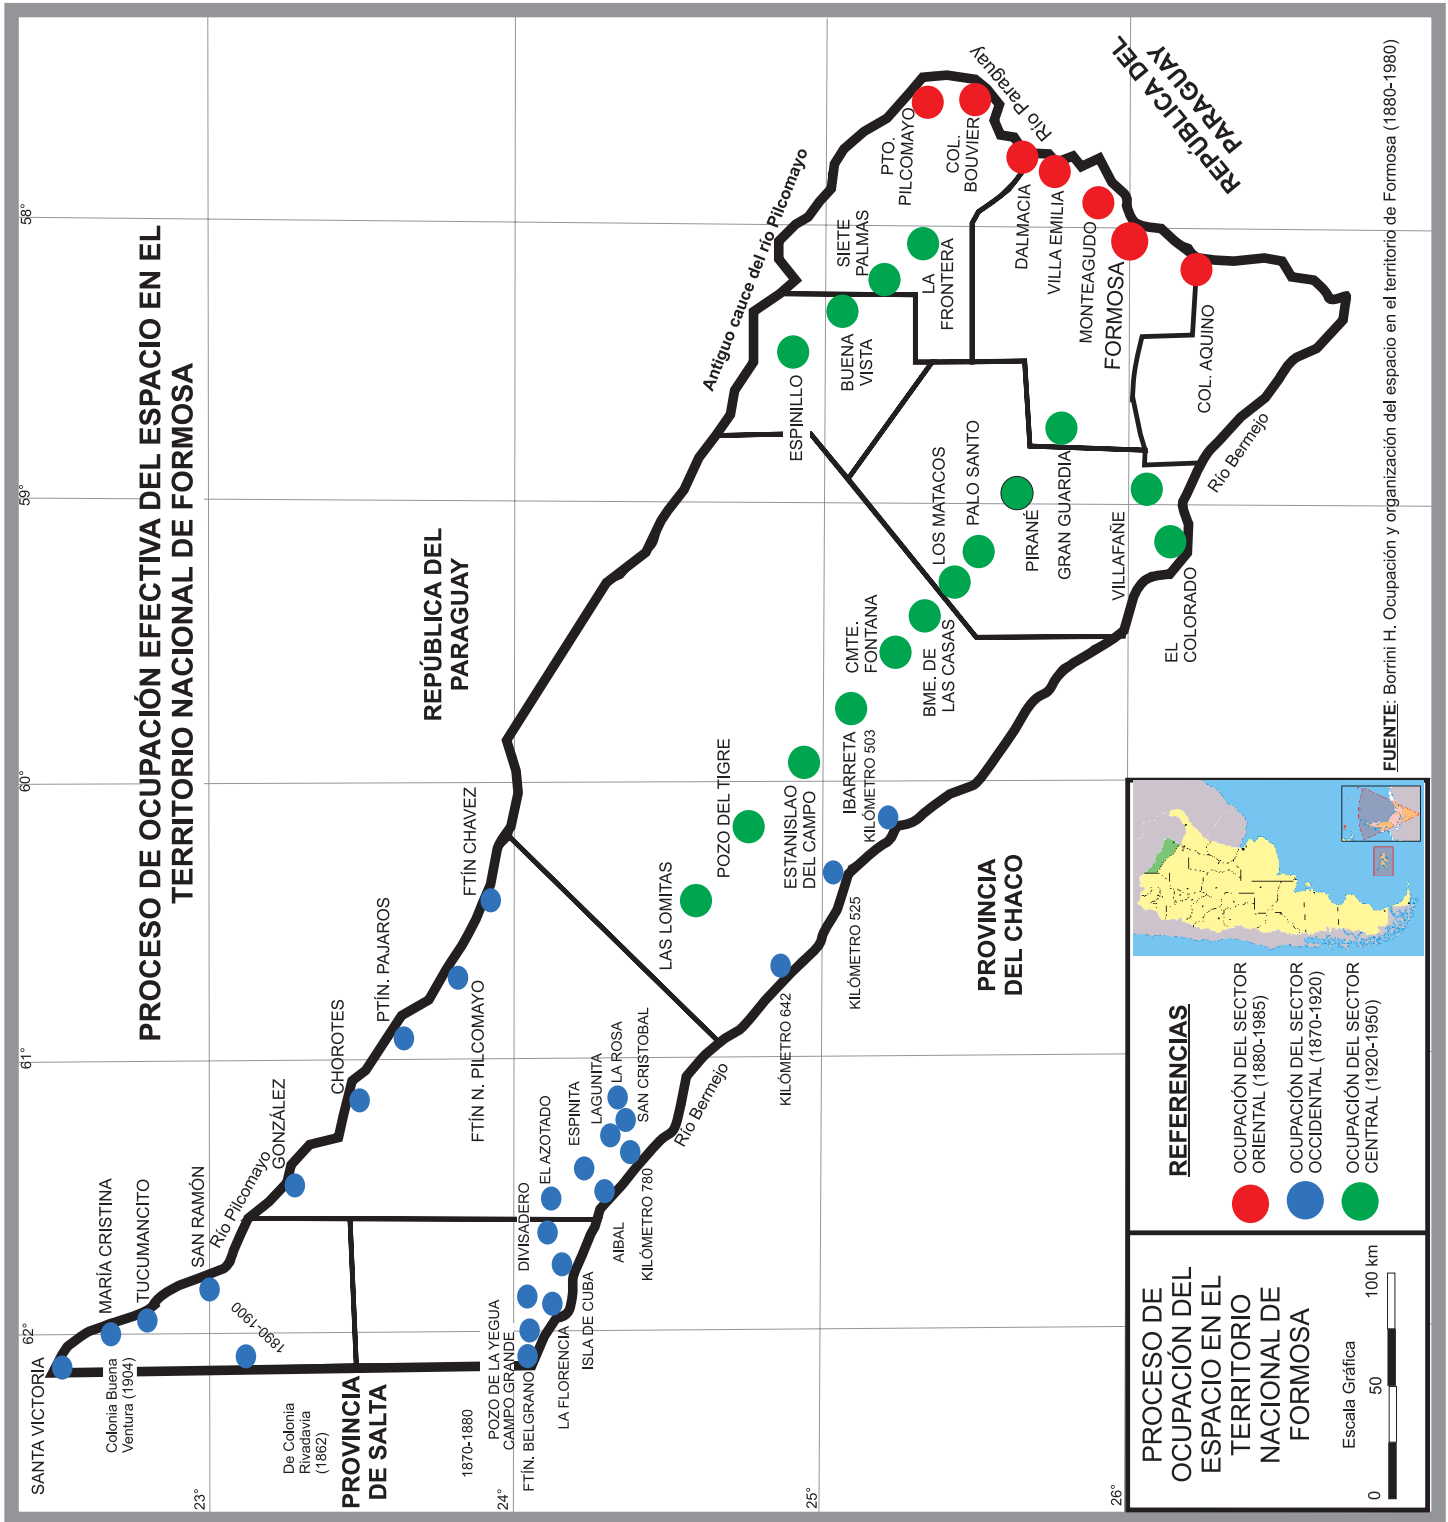 PROCESO DE OCUPACIÓN EFECTIVA DEL ESPACIO EN EL
TERRITORIO NACIONAL DE FORMOSA
62°
61°
60°
59°
58°
23°
24°
25°
26°
SANTA VICTORIA
MARÍA CRISTINA
TUCUMANCITO
SAN RAMÓN
Río Pilcomayo
GONZÁLEZ
CHOROTES
PTÍN. PAJAROS
FTÍN N. PILCOMAYO
FTÍN CHAVEZ
REPÚBLICA DEL
PARAGUAY
Colonia Buena
Ventura (1904)
1890-1900
De Colonia
Rivadavia
(1862)
PROVINCIA
DE SALTA
1870-1880
POZO DE LA YEGUA
CAMPO GRANDE
FTÍN. BELGRANO
LA FLORENCIA
ISLA DE CUBA
DIVISADERO
EL AZOTADO
ESPINITA
LAGUNITA
LA ROSA
SAN CRISTOBAL
AIBAL
KILÓMETRO 780
Río Bermejo
KILÓMETRO 642
KILÓMETRO 525
KILÓMETRO 503
LAS LOMITAS
POZO DEL TIGRE
ESTANISLAO
DEL CAMPO
IBARRETA
CMTE.
FONTANA
BME. DE
LAS CASAS
LOS MATACOS
PALO SANTO
PIRANÉ
GRAN GUARDIA
VILLAFAÑE
EL
COLORADO
Río Bermejo
PROVINCIA
DEL CHACO
Antiguo cauce del río Pilcomayo
ESPINILLO
BUENA
VISTA
SIETE
PALMAS
LA
FRONTERA
PTO.
PILCOMAYO
COL.
BOUVIER
DALMACIA
VILLA EMILIA
MONTEAGUDO
FORMOSA
COL. AQUINO
Río Paraguay
Río Paraguay
REPÚBLICA DEL
PARAGUAY
PROCESO DE
OCUPACIÓN DEL
ESPACIO EN EL
TERRITORIO
NACIONAL DE
FORMOSA
Escala Gráfica
0
50
100 km
REFERENCIAS
OCUPACIÓN DEL SECTOR
ORIENTAL (1880-1985)
OCUPACIÓN DEL SECTOR
OCCIDENTAL (1870-1920)
OCUPACIÓN DEL SECTOR
CENTRAL (1920-1950)
FUENTE: Borrini H. Ocupación y organización del espacio en el territorio de Formosa (1880-1980)